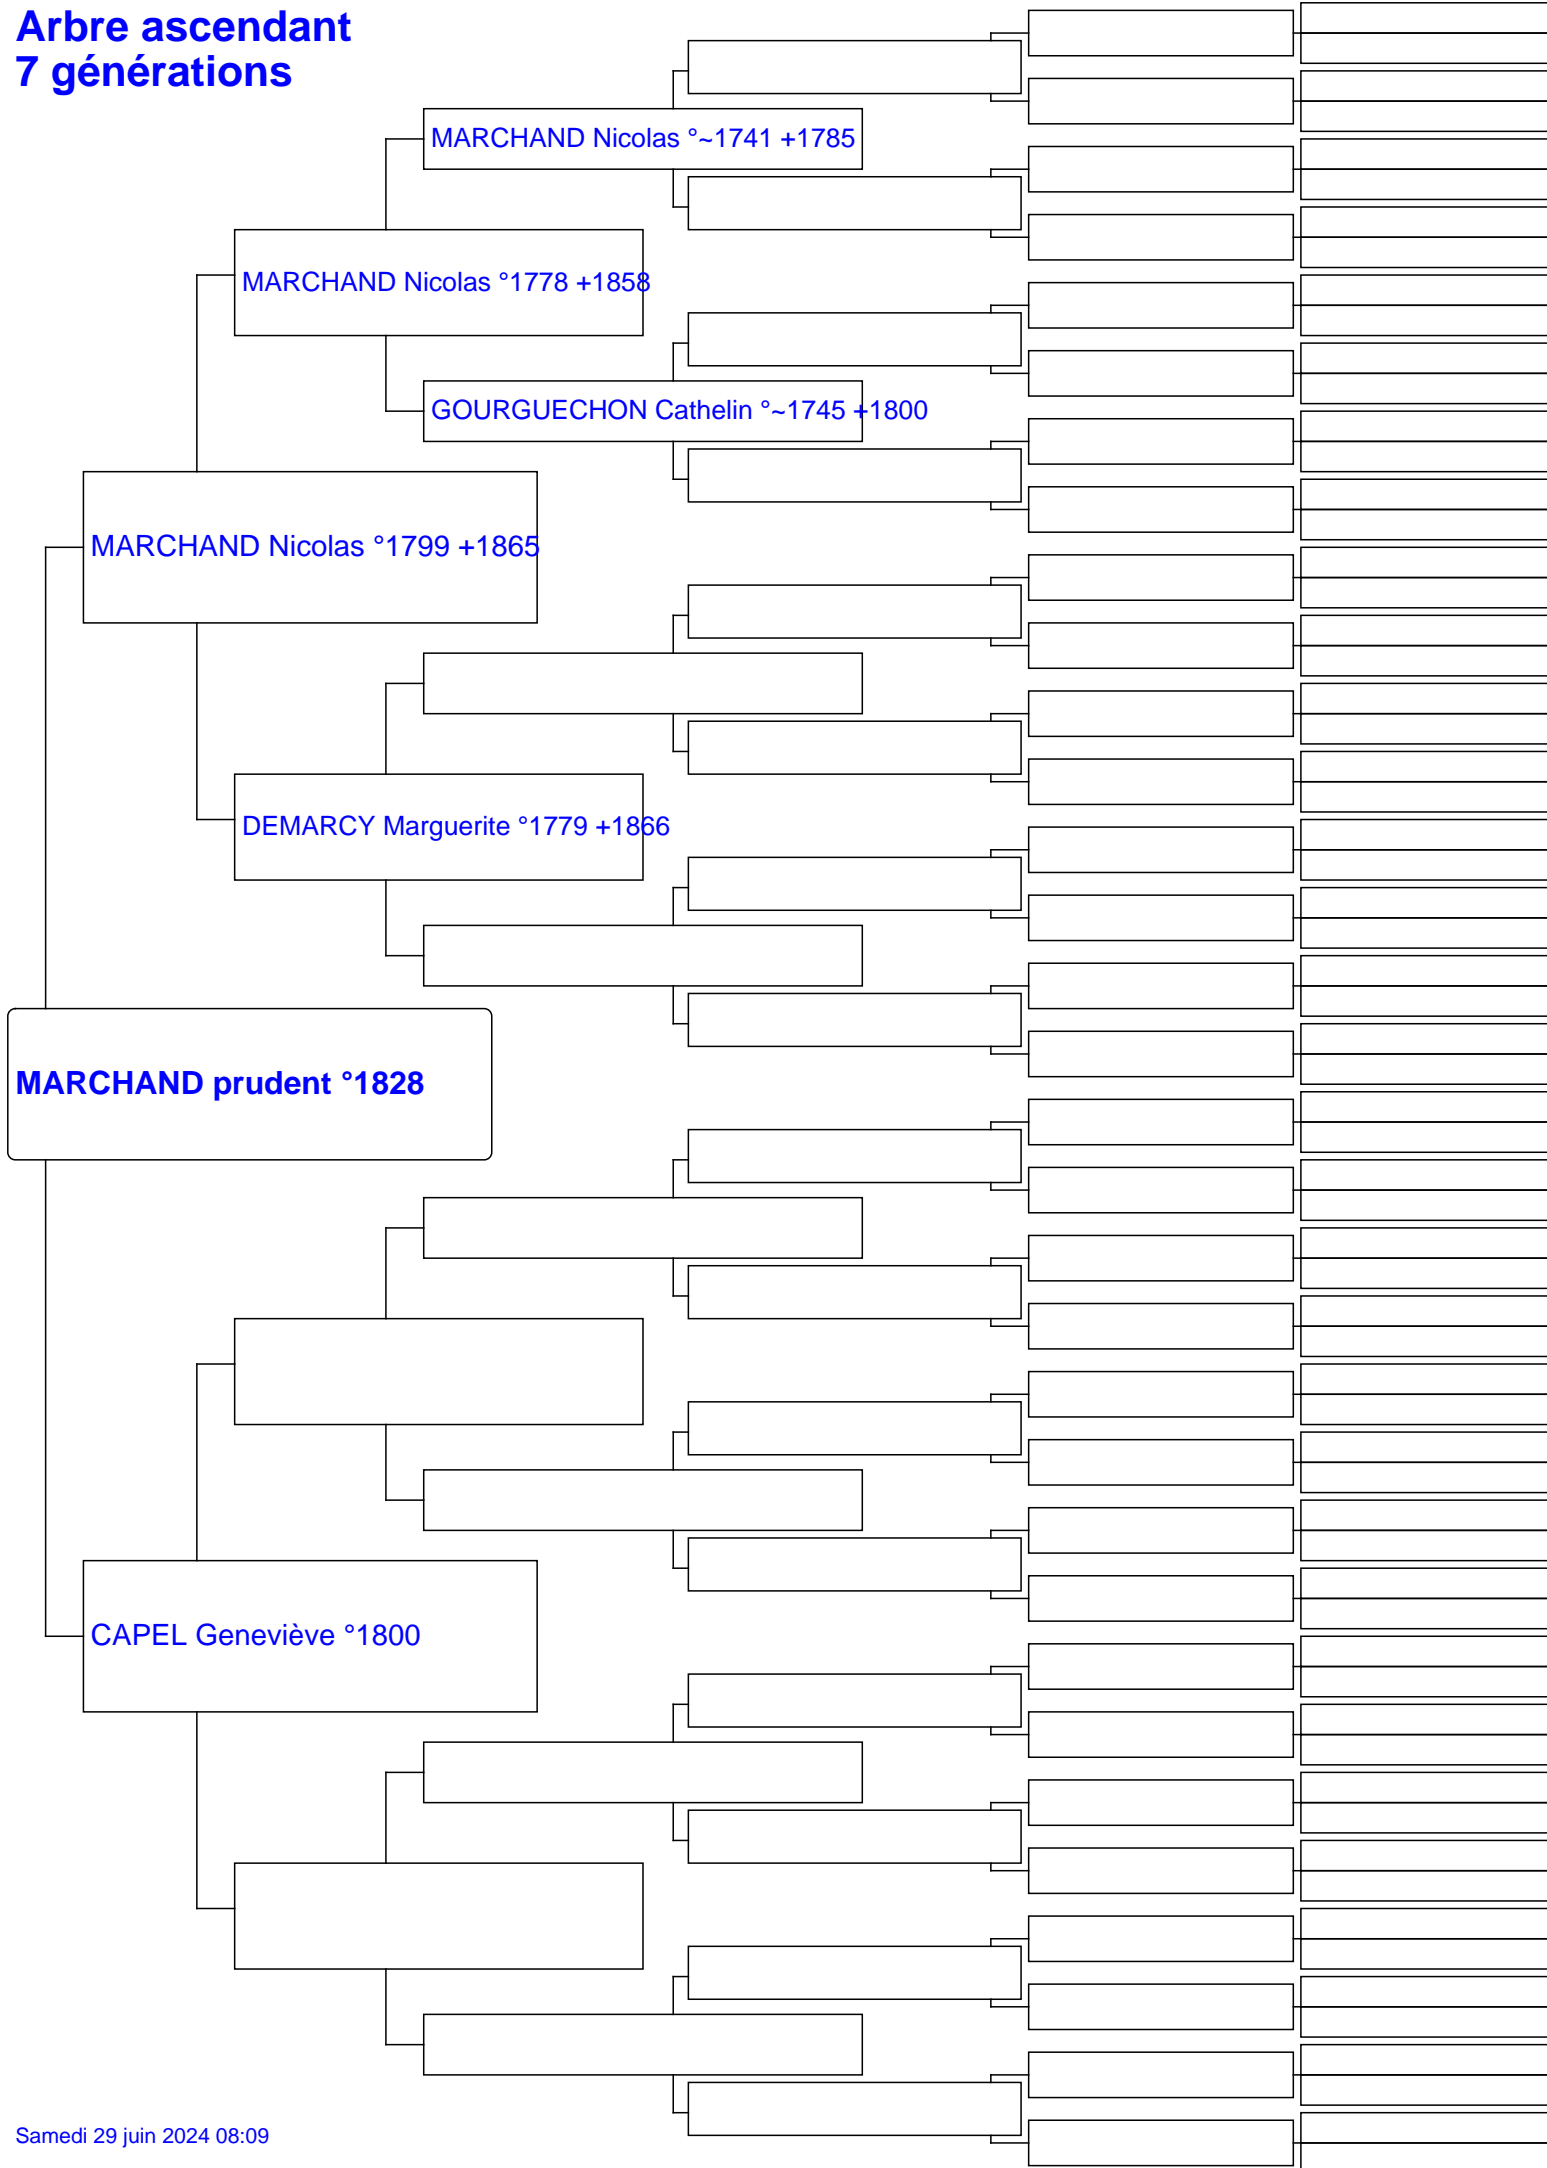 Arbre ascendant
7 générations
MARCHAND Nicolas °~1741 +1785
MARCHAND Nicolas °1778 +1858
GOURGUECHON Cathelin °~1745 +1800
MARCHAND Nicolas °1799 +1865
DEMARCY Marguerite °1779 +1866
MARCHAND prudent °1828
CAPEL Geneviève °1800
Samedi 29 juin 2024 08:09